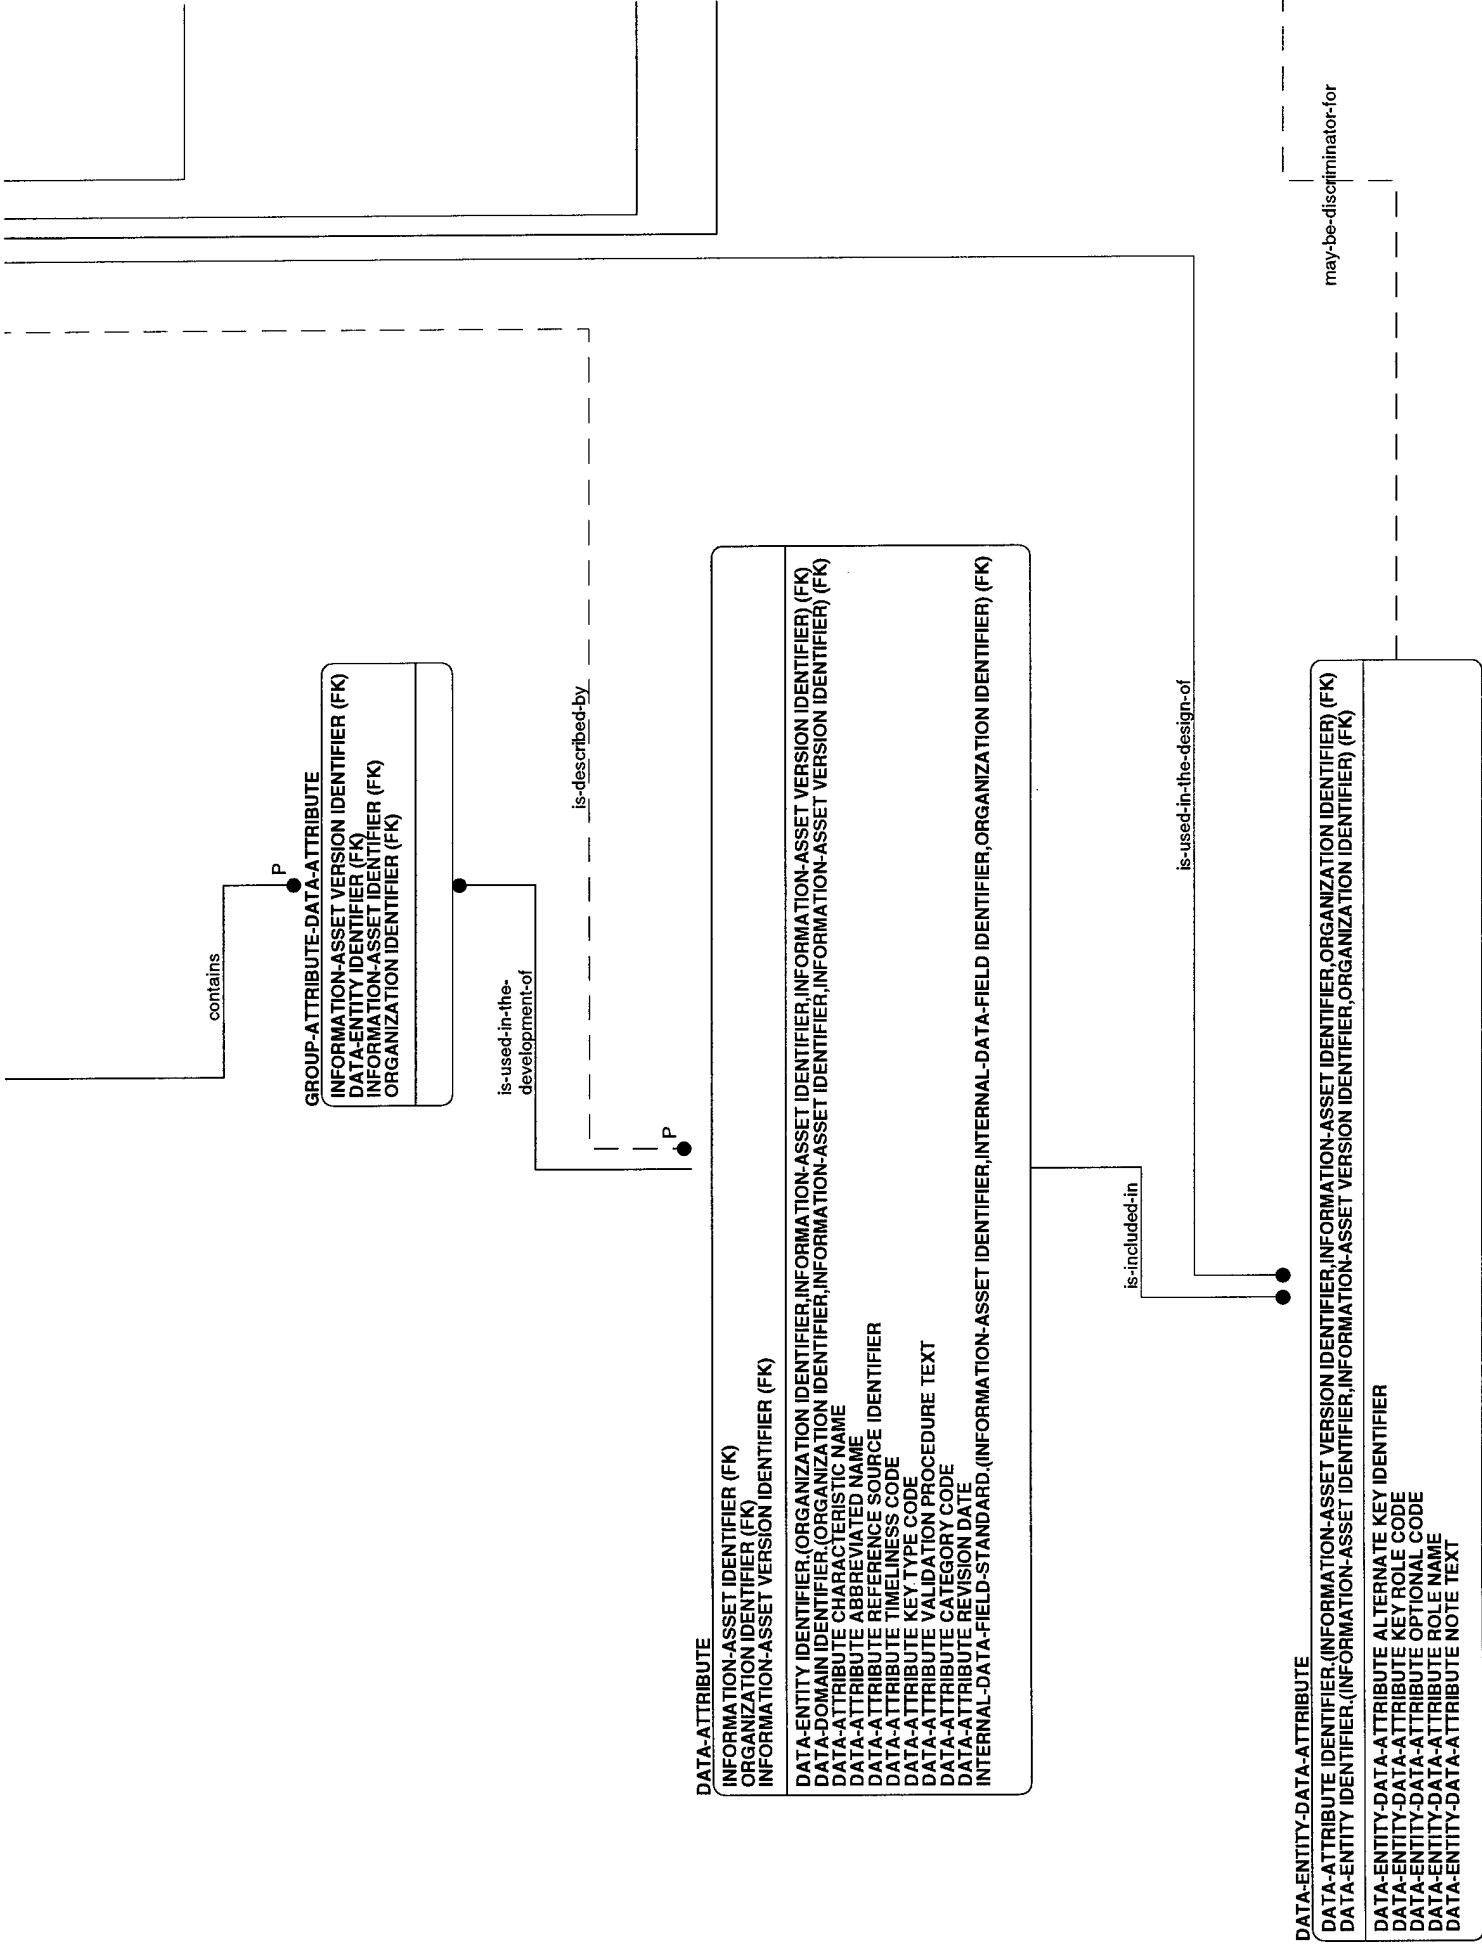 contains
P
GROUP-ATTRIBUTE-DATA-ATTRIBUTE
INFORMATION-ASSET VERSION IDENTIFIER (FK)
DATA-ENTITY IDENTIFIER (FK)
INFORMATION-ASSET IDENTIFIER (FK)
ORGANIZATION IDENTIFIER (FK)
is-used-in-the-
development-of
is-described-by
P
DATA-ATTRIBUTE
INFORMATION-ASSET IDENTIFIER (FK)
ORGANIZATION IDENTIFIER (FK)
INFORMATION-ASSET VERSION IDENTIFIER (FK)
DATA-ENTITY IDENTIFIER.(ORGANIZATION IDENTIFIER,INFORMATION-ASSET IDENTIFIER,INFORMATION-ASSET VERSION IDENTIFIER) (FK)
DATA-DOMAIN IDENTIFIER.(ORGANIZATION IDENTIFIER,INFORMATION-ASSET IDENTIFIER,INFORMATION-ASSET VERSION IDENTIFIER) (FK)
DATA-ATTRIBUTE CHARACTERISTIC NAME
DATA-ATTRIBUTE ABBREVIATED NAME
DATA-ATTRIBUTE REFERENCE SOURCE IDENTIFIER
DATA-ATTRIBUTE TIMELINESS CODE
DATA-ATTRIBUTE KEY TYPE CODE
DATA-ATTRIBUTE VALIDATION PROCEDURE TEXT
DATA-ATTRIBUTE CATEGORY CODE
DATA-ATTRIBUTE REVISION DATE
INTERNAL-DATA-FIELD-STANDARD.(INFORMATION-ASSET IDENTIFIER,INTERNAL-DATA-FIELD IDENTIFIER,ORGANIZATION IDENTIFIER) (FK)
is-included-in
is-used-in-the-design-of
may-be-discriminator-for
DATA-ENTITY-DATA-ATTRIBUTE
DATA-ATTRIBUTE IDENTIFIER.(INFORMATION-ASSET VERSION IDENTIFIER,INFORMATION-ASSET IDENTIFIER,ORGANIZATION IDENTIFIER) (FK)
DATA-ENTITY IDENTIFIER.(INFORMATION-ASSET IDENTIFIER,INFORMATION-ASSET VERSION IDENTIFIER,ORGANIZATION IDENTIFIER) (FK)
DATA-ENTITY-DATA-ATTRIBUTE ALTERNATE KEY IDENTIFIER
DATA-ENTITY-DATA-ATTRIBUTE KEY ROLE CODE
DATA-ENTITY-DATA-ATTRIBUTE OPTIONAL CODE
DATA-ENTITY-DATA-ATTRIBUTE ROLE NAME
DATA-ENTITY-DATA-ATTRIBUTE NOTE TEXT